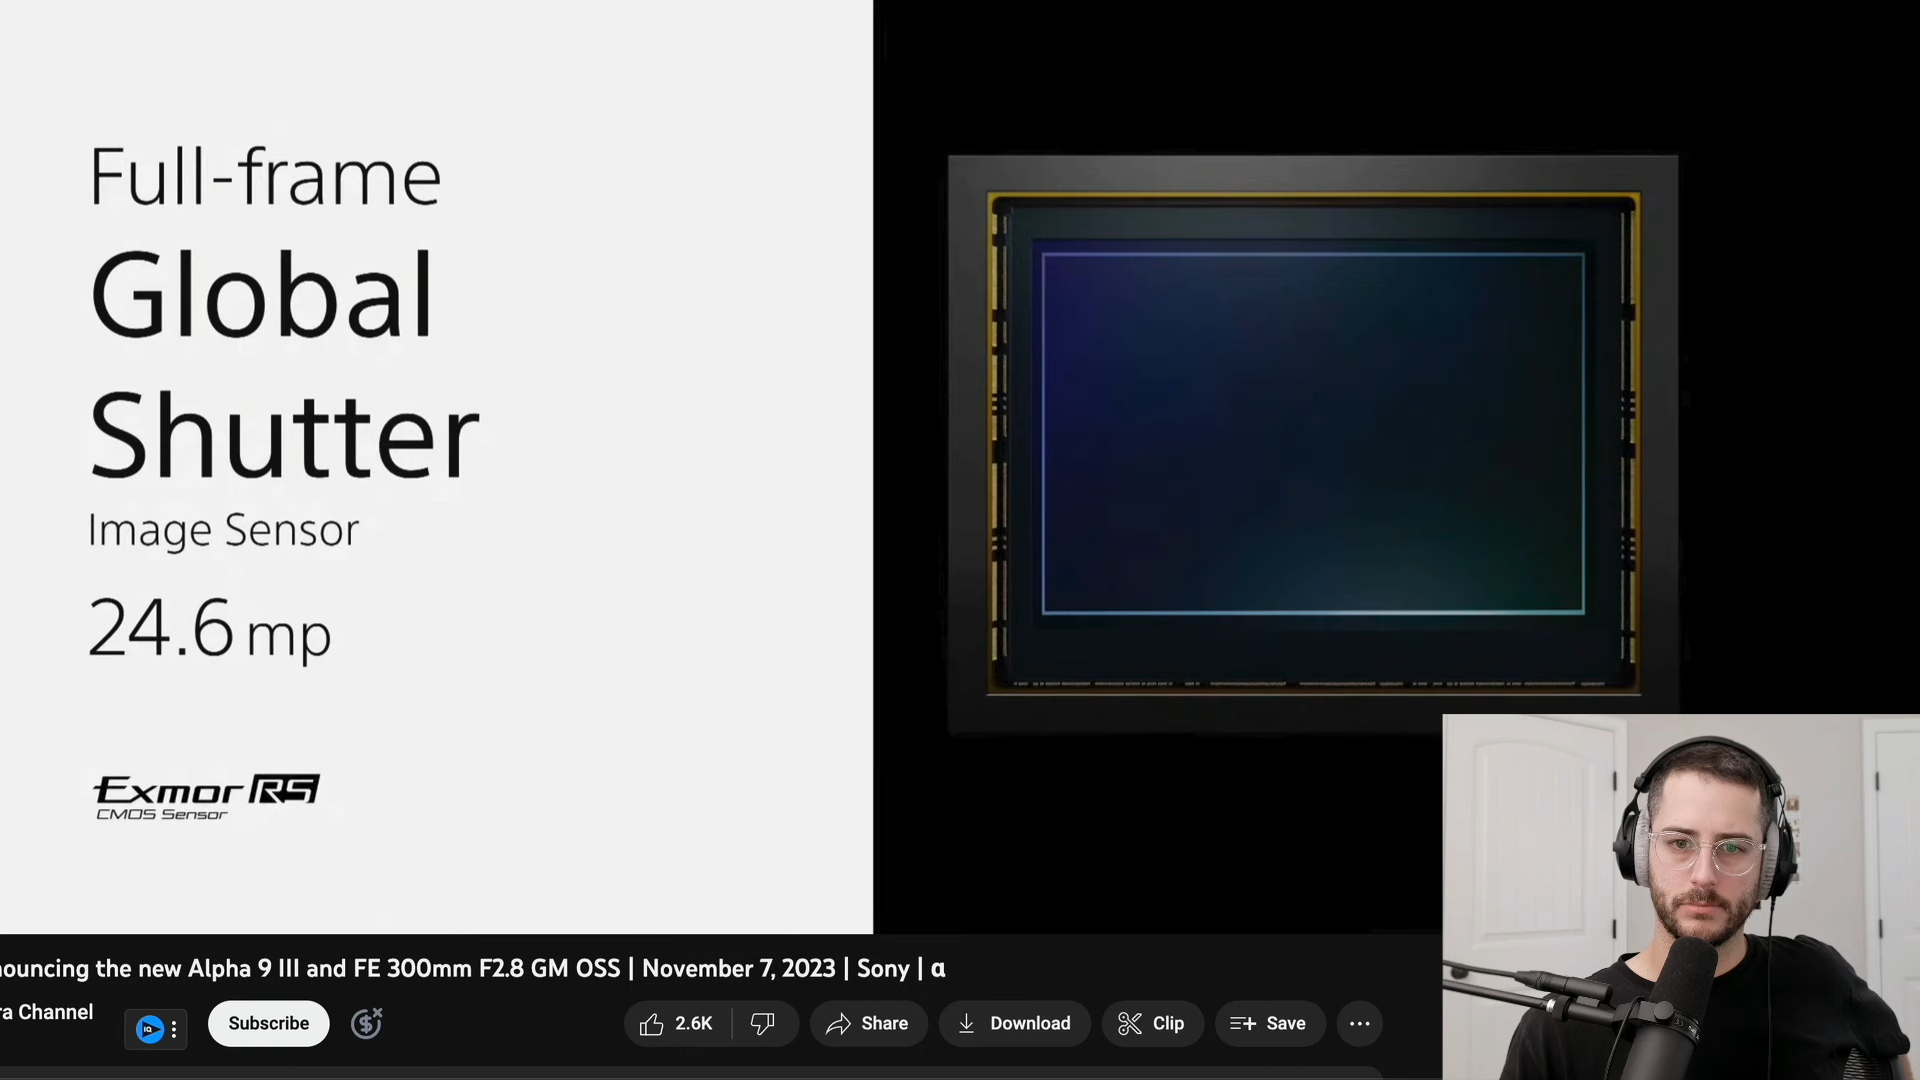 Full-frame
Global
Shutter
Image Sensor
24.6 mp
Exmor RS
CMOS Sensor
ouncing the new Alpha 9 III and FE 300mm F2.8 GM OSS | November 7, 2023 | Sony | α
ra Channel
IQ
Subscribe
2.6K
Share
Download
Clip
Save